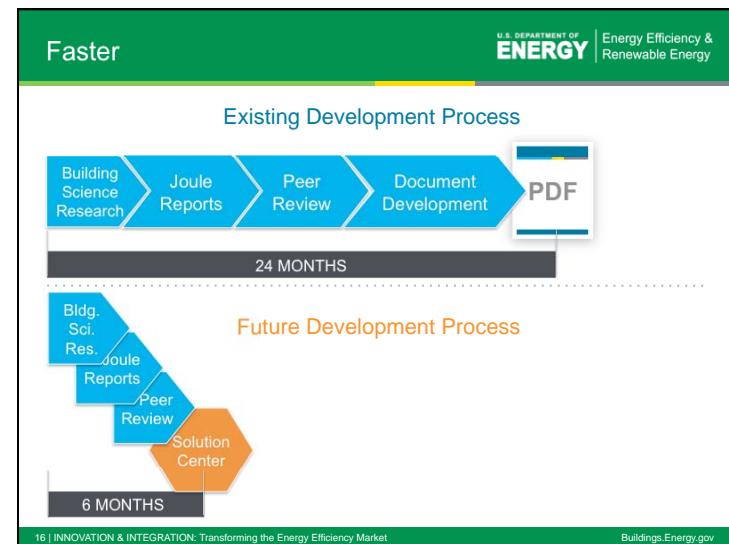 Faster
U.S. DEPARTMENT OF
ENERGY
Energy Efficiency &
Renewable Energy
Existing Development Process
Building
Science
Research
Joule
Reports
Peer
Review
Document
Development
PDF
24 MONTHS
Bldg.
Sci.
Res.
Future Development Process
Joule
Reports
Peer
Review
Solution
Center
6 MONTHS
16 | INNOVATION & INTEGRATION: Transforming the Energy Efficiency Market
Buildings.Energy.gov